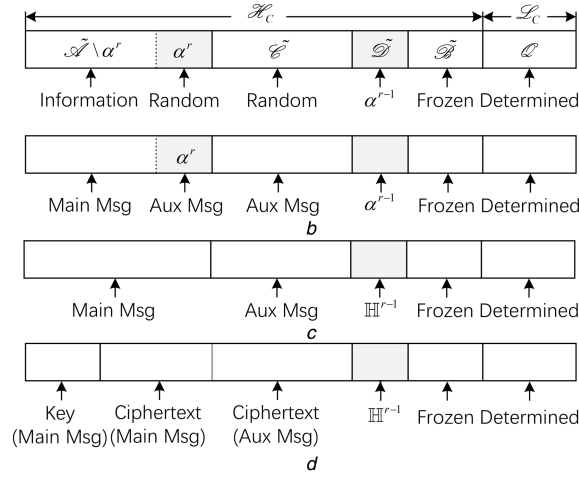 ℋ_C ℒ_C
𝒜̃ \ α^r α^r 𝒞̃ 𝒟̃ ℬ̃ 𝒬
Information Random Random α^{r−1} Frozen Determined
α^r
Main Msg Aux Msg Aux Msg α^{r−1} Frozen Determined
b
Main Msg Aux Msg ℍ^{r−1} Frozen Determined
c
Key Ciphertext Ciphertext ℍ^{r−1} Frozen Determined
(Main Msg) (Main Msg) (Aux Msg)
d